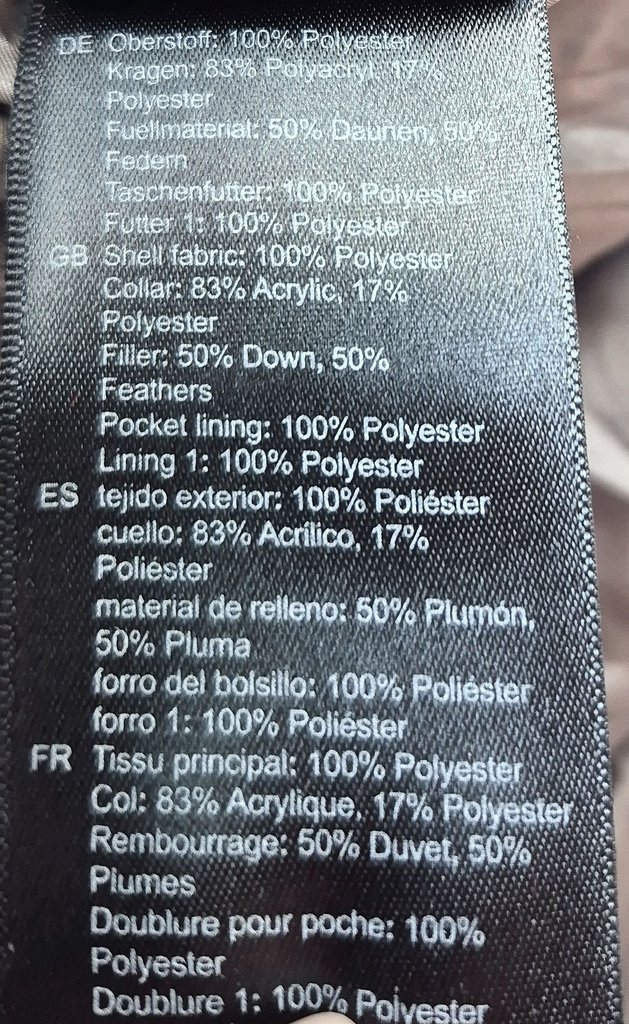 DE Oberstoff: 100% Polyester
Kragen: 83% Polyacryl, 17%
Polyester
Fuellmaterial: 50% Daunen, 50%
Federn
Taschenfutter: 100% Polyester
Futter 1: 100% Polyester
GB Shell fabric: 100% Polyester
Collar: 83% Acrylic, 17%
Polyester
Filler: 50% Down, 50%
Feathers
Pocket lining: 100% Polyester
Lining 1: 100% Polyester
ES tejido exterior: 100% Poliéster
cuello: 83% Acrílico, 17%
Poliéster
material de relleno: 50% Plumón,
50% Pluma
forro del bolsillo: 100% Poliéster
forro 1: 100% Poliéster
FR Tissu principal: 100% Polyester
Col: 83% Acrylique, 17% Polyester
Rembourrage: 50% Duvet, 50%
Plumes
Doublure pour poche: 100%
Polyester
Doublure 1: 100% Polyester